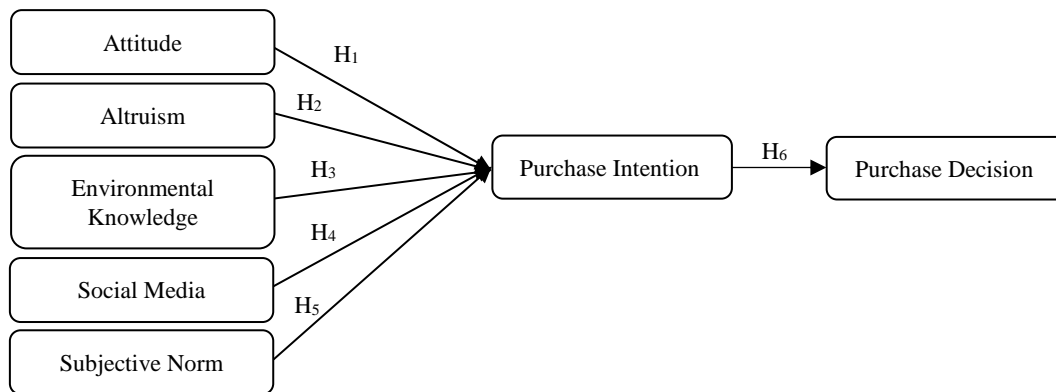 Attitude
H1
Altruism
H2
Environmental
Knowledge
H3
Social Media
H4
Subjective Norm
H5
Purchase Intention
H6
Purchase Decision